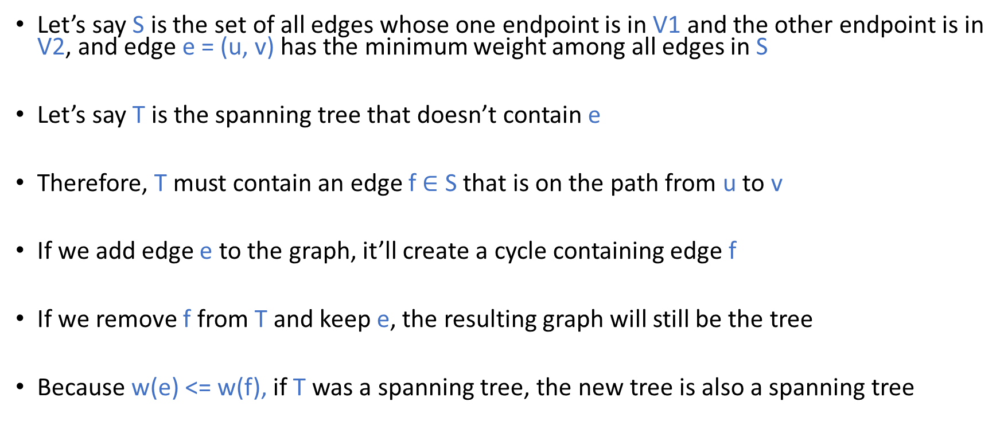 • Let’s say S is the set of all edges whose one endpoint is in V1 and the other endpoint is in
V2, and edge e = (u, v) has the minimum weight among all edges in S
• Let’s say T is the spanning tree that doesn’t contain e
• Therefore, T must contain an edge f ∈ S that is on the path from u to v
• If we add edge e to the graph, it’ll create a cycle containing edge f
• If we remove f from T and keep e, the resulting graph will still be the tree
• Because w(e) <= w(f), if T was a spanning tree, the new tree is also a spanning tree